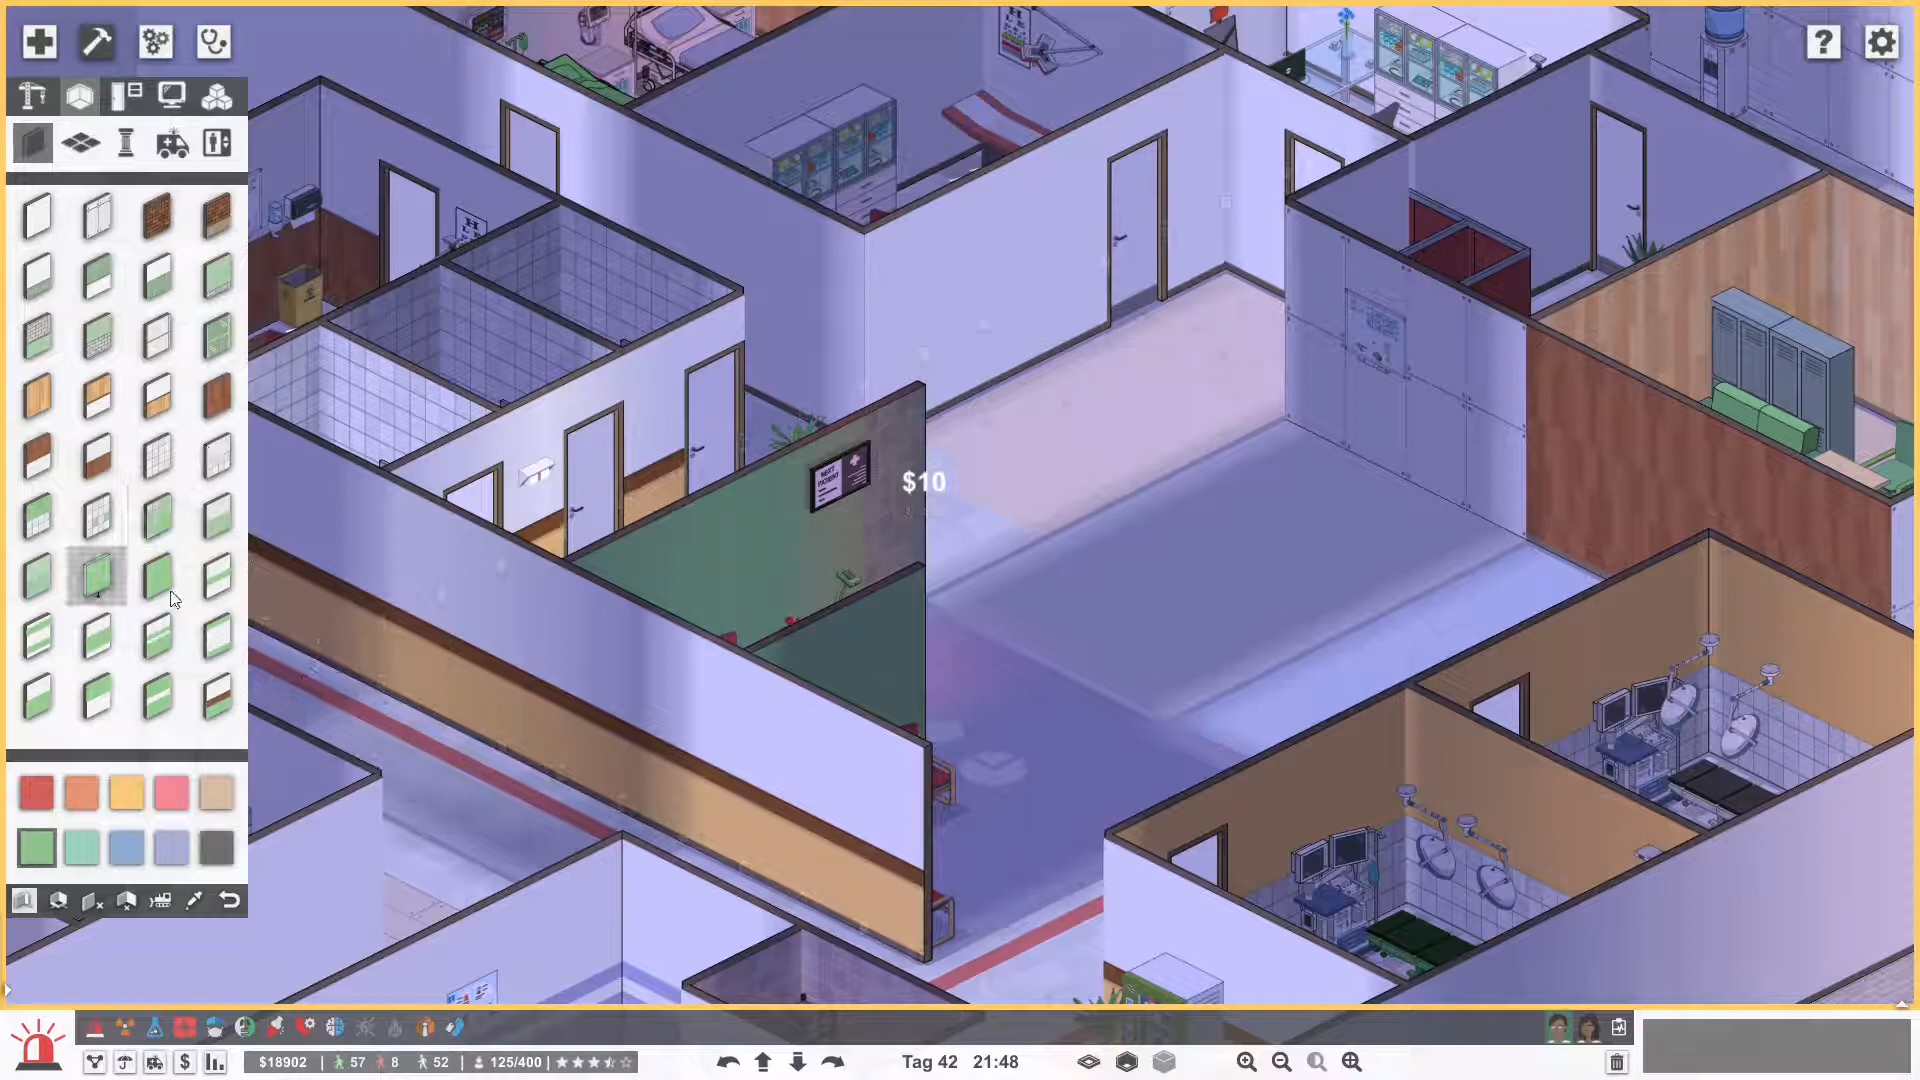 ?
H
H
NEXT
PATIENT
$10
$18902 | 57 8 52 | 125/400
Tag 42 21:48